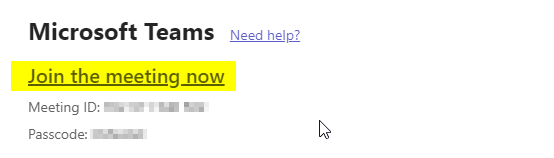 Microsoft Teams Need help?
Join the meeting now
Meeting ID:
Passcode: